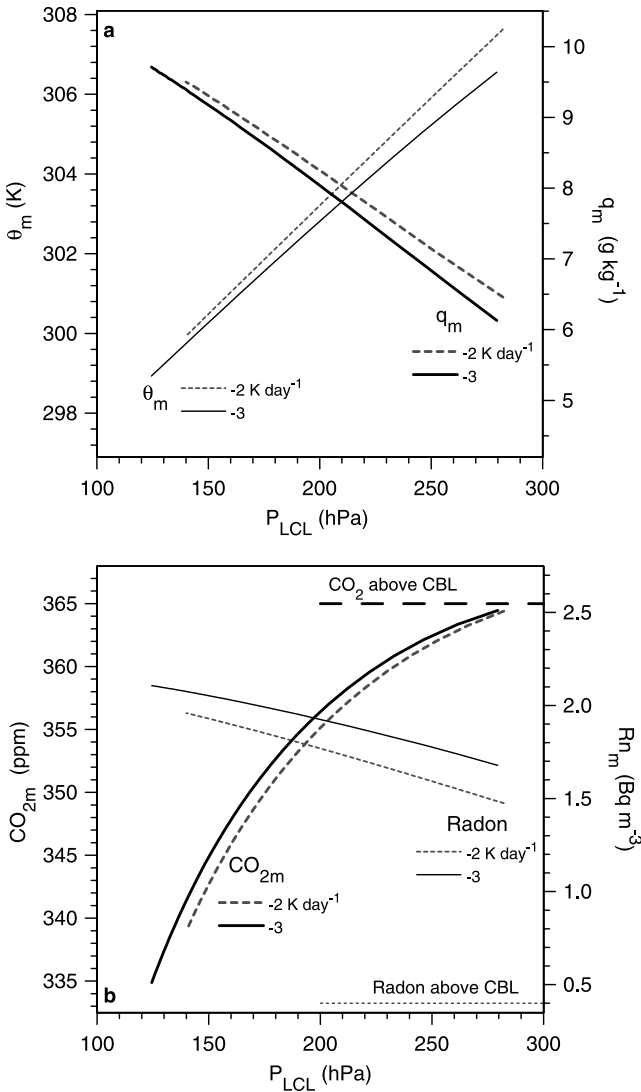 a
308
306
304
302
300
298
θm (K)
10
9
8
7
6
5
qm (g kg-1)
qm
-2 K day-1
-3
θm
-2 K day-1
-3
100
150
200
250
300
PLCL (hPa)
b
365
360
355
350
345
340
335
CO2m (ppm)
2.5
2.0
1.5
1.0
0.5
Rnm (Bq m-3)
CO2 above CBL
Radon
-2 K day-1
-3
CO2m
-2 K day-1
-3
Radon above CBL
100
150
200
250
300
PLCL (hPa)